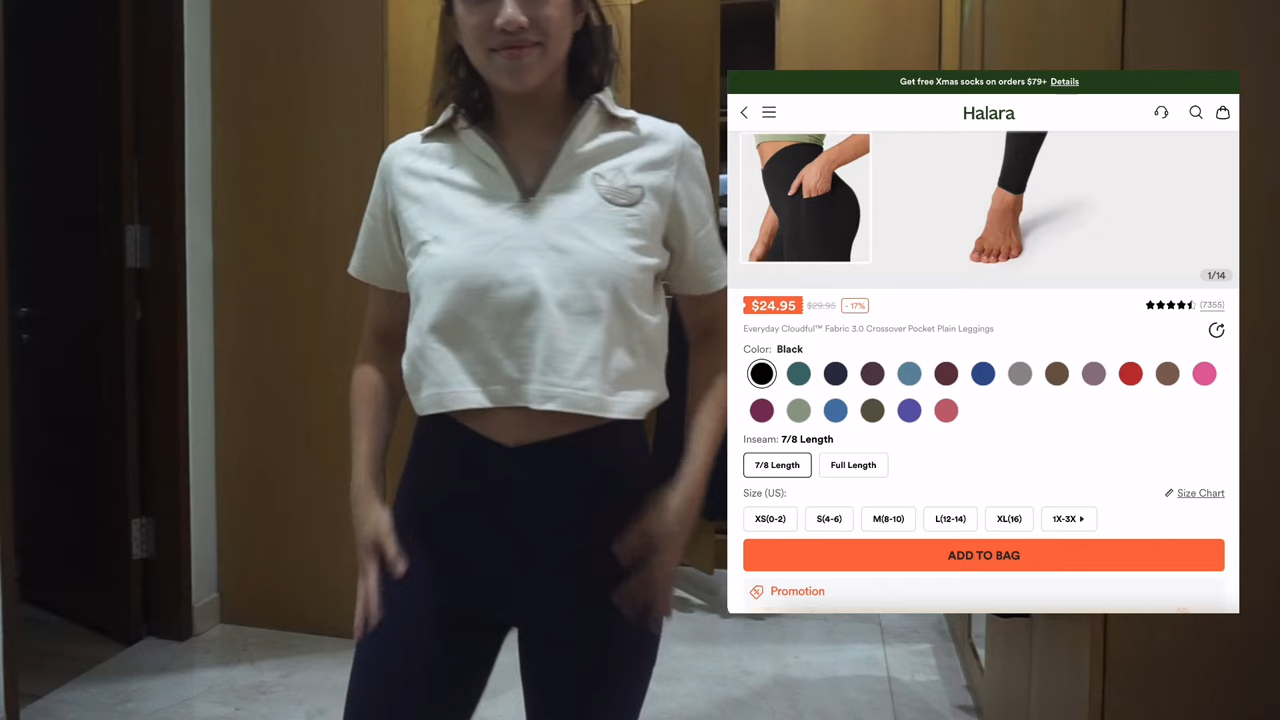 Get free Xmas socks on orders $79+ Details
Halara
1/14
$24.95 $29.95 - 17% (7355)
Everyday Cloudful™ Fabric 3.0 Crossover Pocket Plain Leggings
Color: Black
Inseam: 7/8 Length
7/8 Length Full Length
Size (US): Size Chart
XS(0-2) S(4-6) M(8-10) L(12-14) XL(16) 1X-3X
ADD TO BAG
Promotion